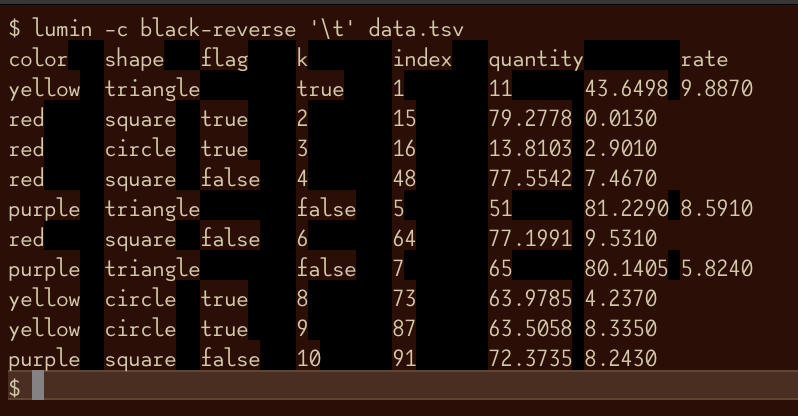 $ lumin -c black-reverse '\t' data.tsv
color	shape	flag	k	index	quantity	rate
yellow	triangle	true	1	11	43.6498	9.8870
red	square	true	2	15	79.2778	0.0130
red	circle	true	3	16	13.8103	2.9010
red	square	false	4	48	77.5542	7.4670
purple	triangle	false	5	51	81.2290	8.5910
red	square	false	6	64	77.1991	9.5310
purple	triangle	false	7	65	80.1405	5.8240
yellow	circle	true	8	73	63.9785	4.2370
yellow	circle	true	9	87	63.5058	8.3350
purple	square	false	10	91	72.3735	8.2430
$